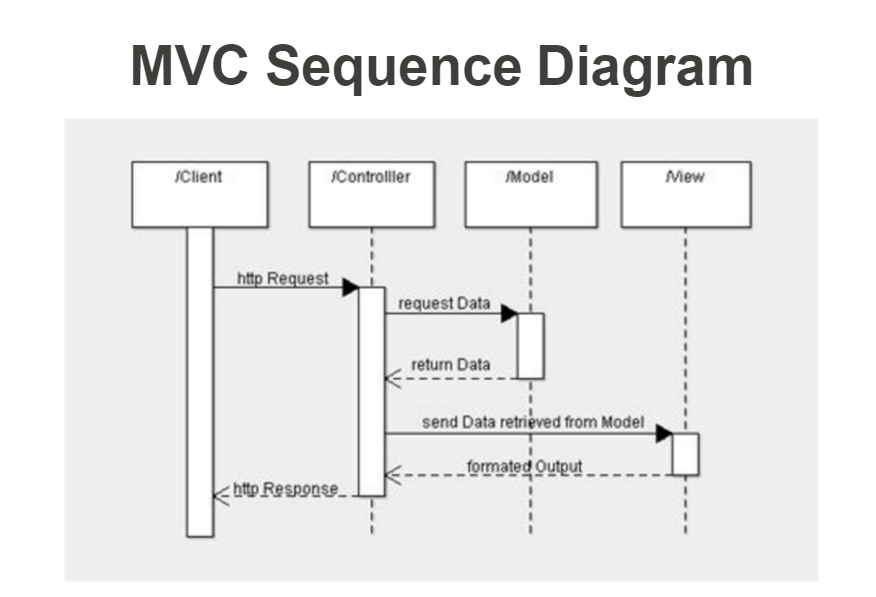 MVC Sequence Diagram
/Client
/Controlller
/Model
/View
http Request
request Data
return Data
send Data retrieved from Model
formated Output
http Response